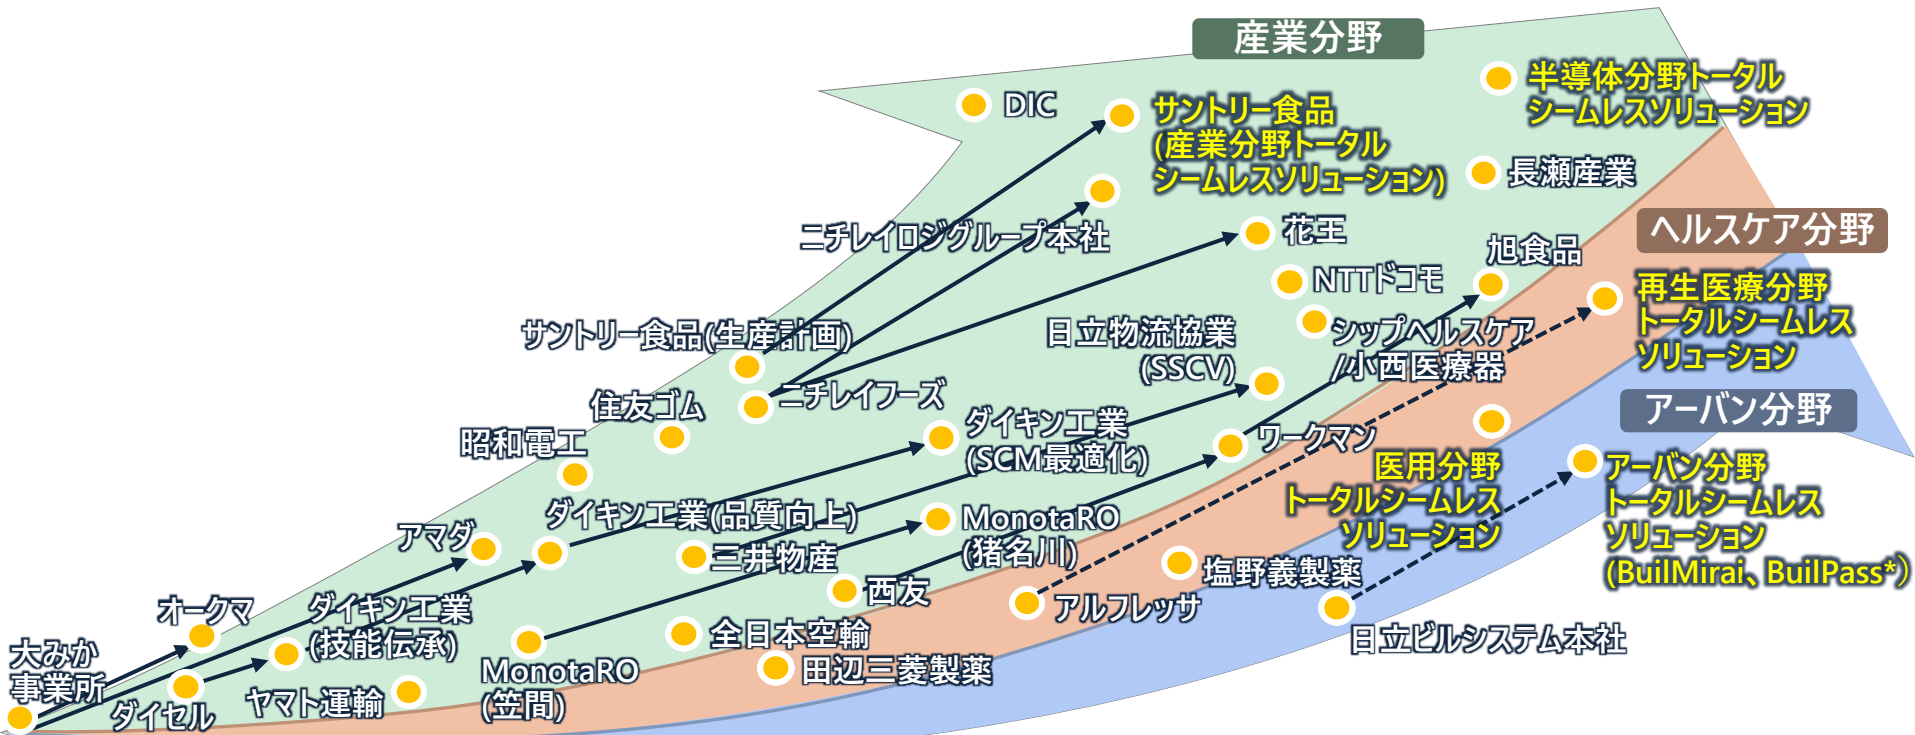 産業分野
半導体分野トータル
シームレスソリューション
DIC
サントリー食品
(産業分野トータル
シームレスソリューション)
長瀬産業
ヘルスケア分野
ニチレイロジグループ本社
花王
旭食品
NTTドコモ
再生医療分野
トータルシームレス
ソリューション
サントリー食品(生産計画)
日立物流協業
(SSCV)
シップヘルスケア
/小西医療器
住友ゴム
ニチレイフーズ
アーバン分野
昭和電工
ダイキン工業
(SCM最適化)
ワークマン
医用分野
トータルシームレス
ソリューション
アーバン分野
トータルシームレス
ソリューション
(BuilMirai、BuilPass*)
アマダ
ダイキン工業(品質向上)
三井物産
MonotaRO
(猪名川)
西友
塩野義製薬
オークマ
ダイキン工業
(技能伝承)
全日本空輸
アルフレッサ
日立ビルシステム本社
大みか
事業所
ダイセル
ヤマト運輸
MonotaRO
(笠間)
田辺三菱製薬